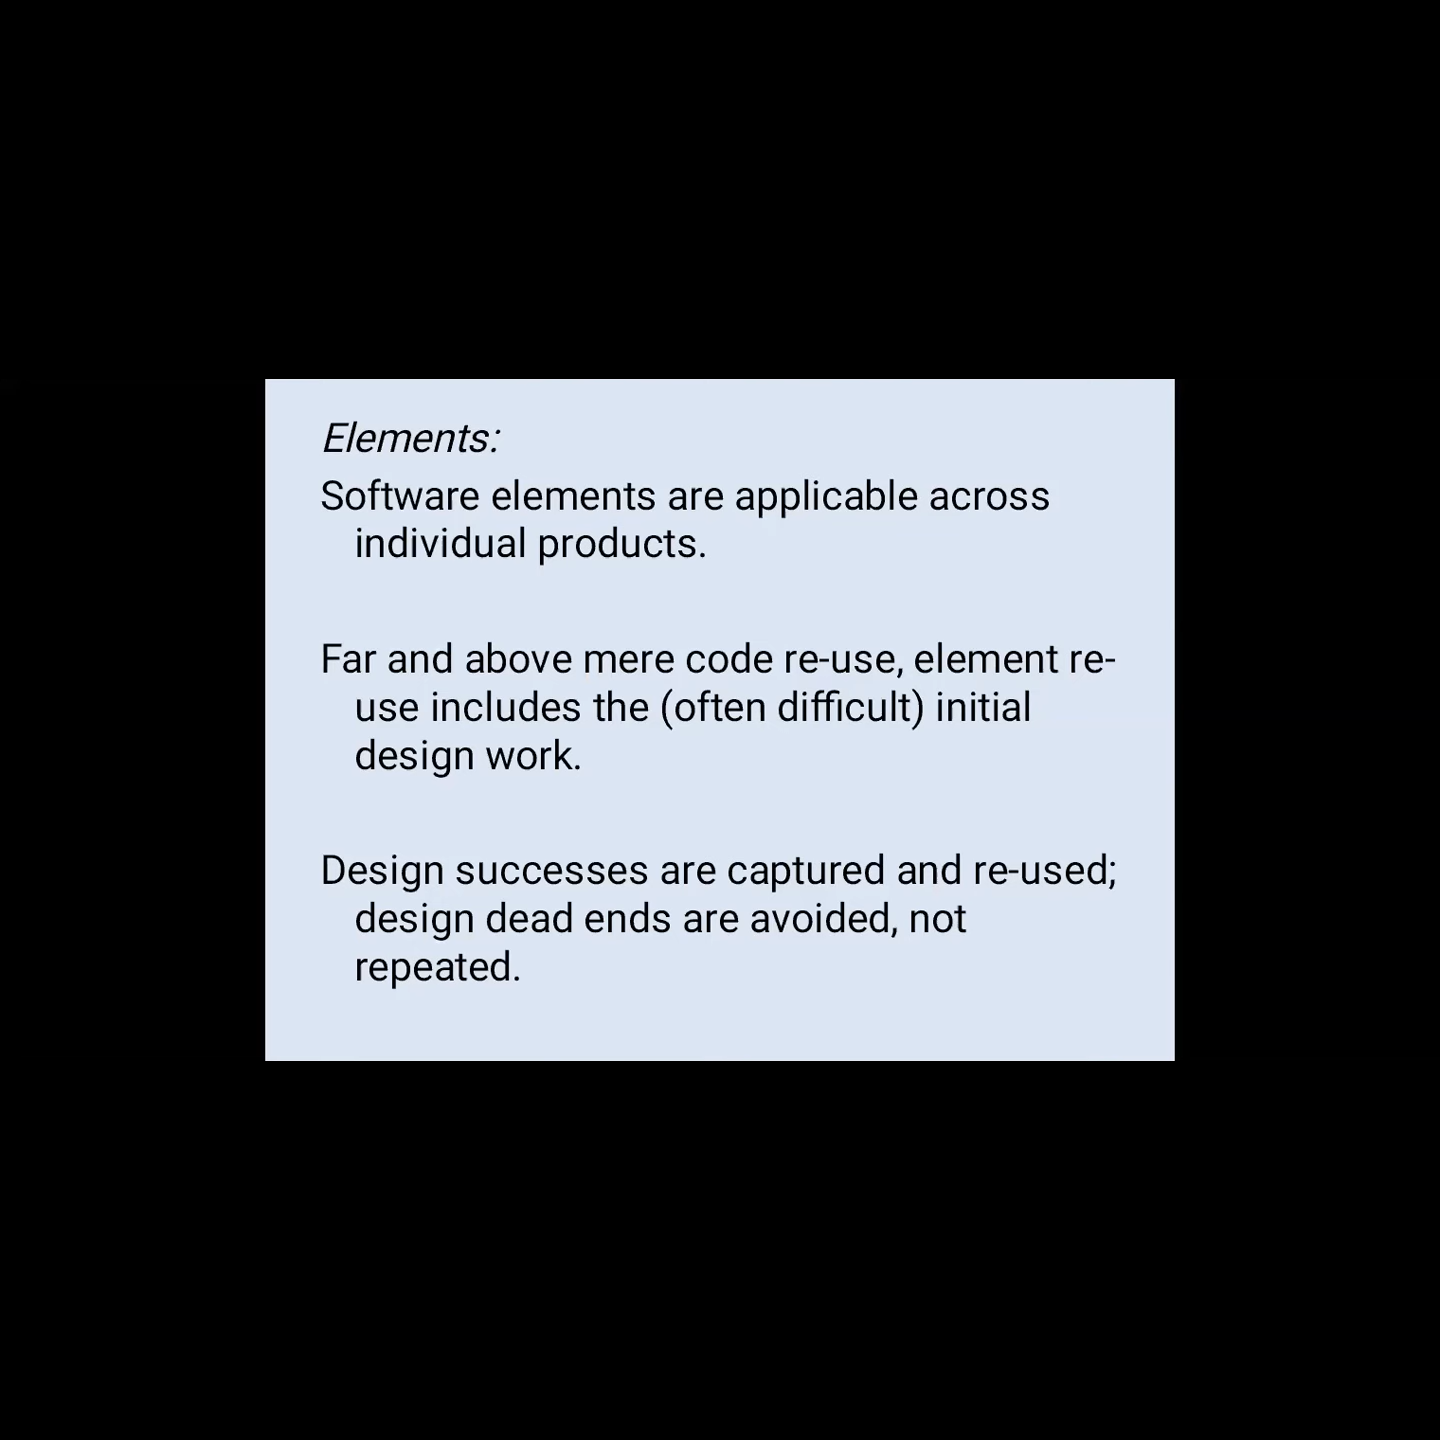 Elements:
Software elements are applicable across
individual products.
Far and above mere code re-use, element re-
use includes the (often difficult) initial
design work.
Design successes are captured and re-used;
design dead ends are avoided, not
repeated.